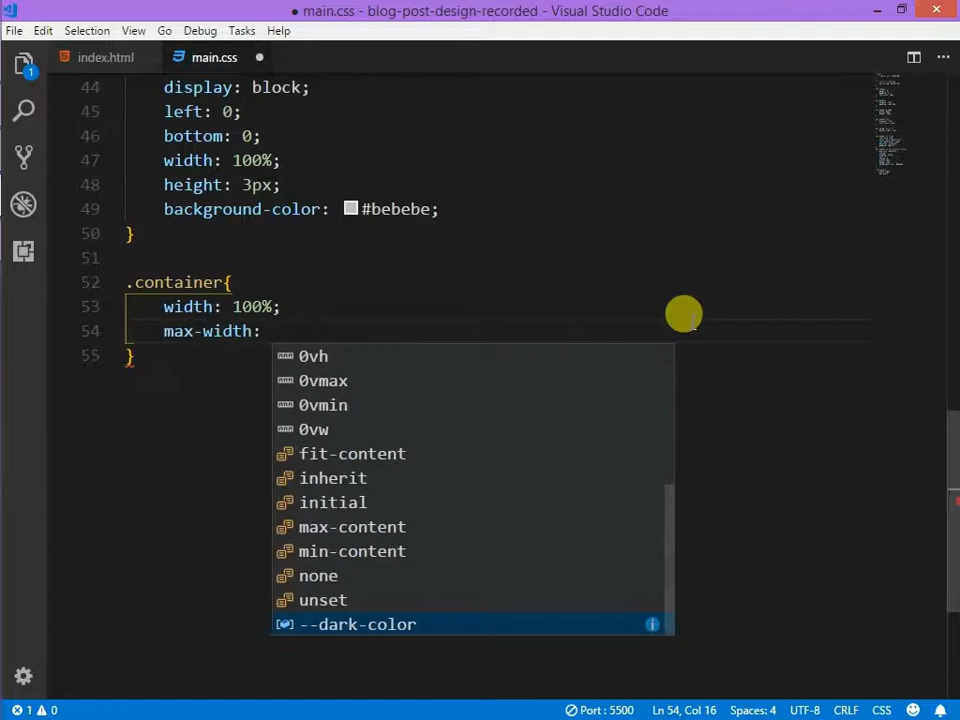 ● main.css - blog-post-design-recorded - Visual Studio Code
File Edit Selection View Go Debug Tasks Help
index.html main.css ●
1
44 display: block;
45 left: 0;
46 bottom: 0;
47 width: 100%;
48 height: 3px;
49 background-color: #bebebe;
50 }
51
52 .container{
53 width: 100%;
54 max-width:
55 }
0vh
0vmax
0vmin
0vw
fit-content
inherit
initial
max-content
min-content
none
unset
--dark-color
1 0 Port : 5500 Ln 54, Col 16 Spaces: 4 UTF-8 CRLF CSS